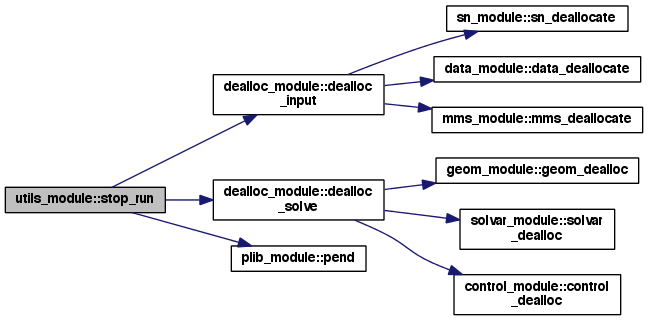 sn_module::sn_deallocate
data_module::data_deallocate
dealloc_module::dealloc
_input
mms_module::mms_deallocate
geom_module::geom_dealloc
utils_module::stop_run
dealloc_module::dealloc
_solve
solvar_module::solvar
_dealloc
plib_module::pend
control_module::control
_dealloc